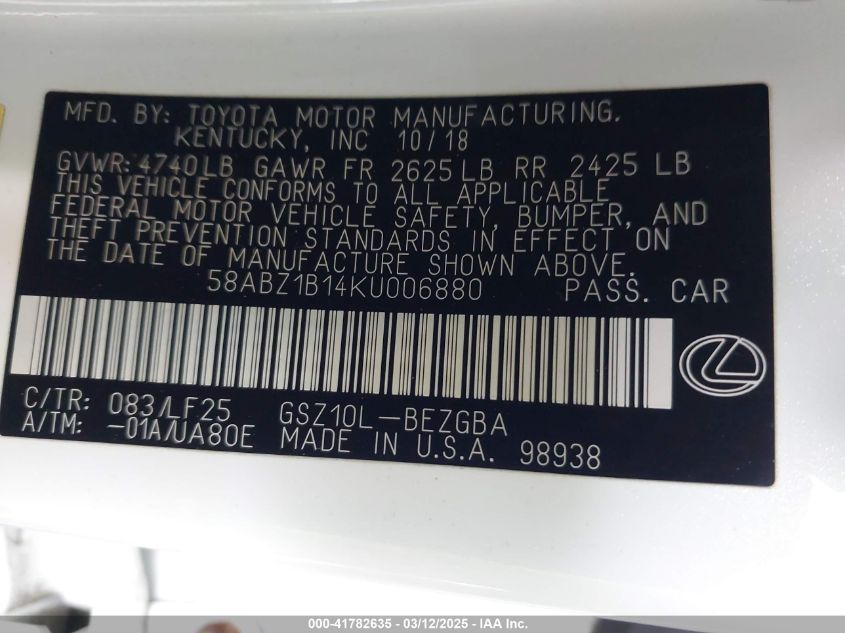 MFD. BY: TOYOTA MOTOR MANUFACTURING.
KENTUCKY, INC 10/18
GVWR: 4740LB GAWR FR 2625 LB RR 2425 LB
THIS VEHICLE CONFORMS TO ALL APPLICABLE
FEDERAL MOTOR VEHICLE SAFETY, BUMPER, AND
THEFT PREVENTION STANDARDS IN EFFECT ON
THE DATE OF MANUFACTURE SHOWN ABOVE.
58ABZ1B14KU006880 PASS. CAR
C/TR: 083/LF25 GSZ10L-BEZGBA
A/TM: -01A/UA80E MADE IN U.S.A. 98938
000-41782635 - 03/12/2025 - IAA Inc.